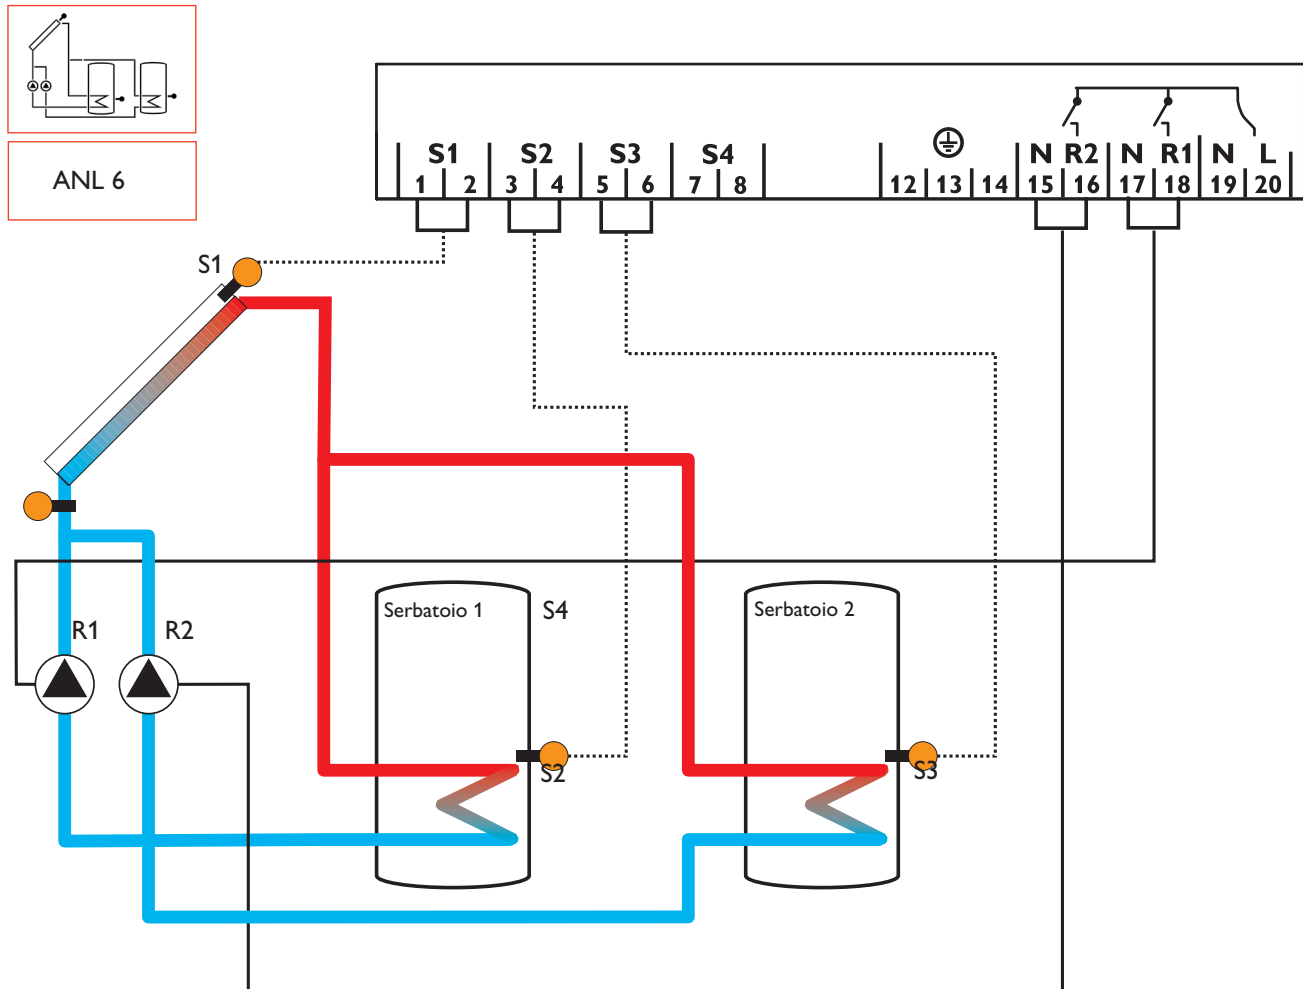 ANL 6
S1 S2 S3 S4 N R2 N R1 N L
1 2 3 4 5 6 7 8 12 13 14 15 16 17 18 19 20
S1
Serbatoio 1
S4
Serbatoio 2
R1
R2
S2
S3